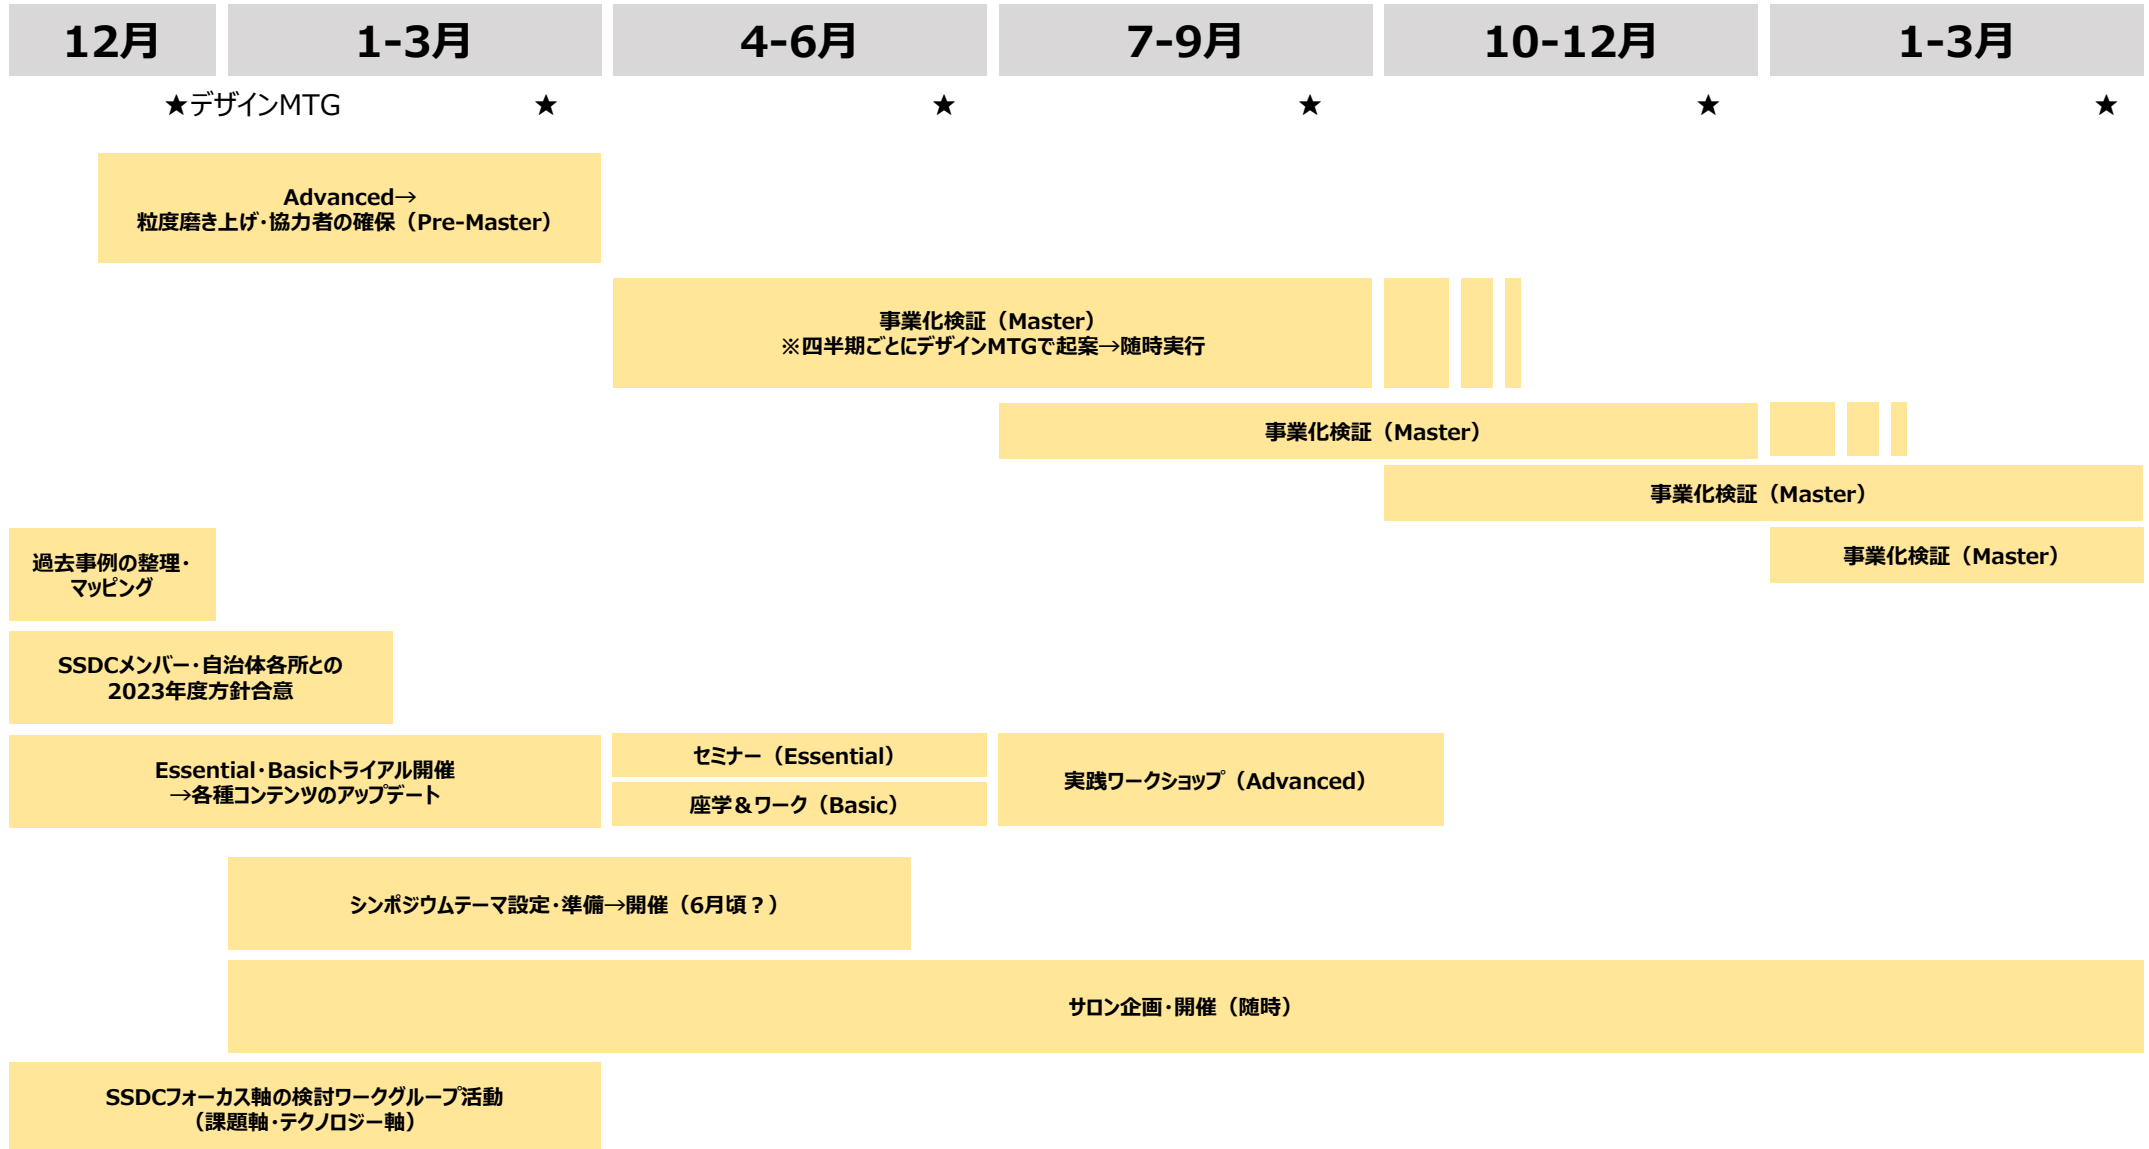 12月
1-3月
4-6月
7-9月
10-12月
1-3月
★デザインMTG
★
★
★
★
★
Advanced→
粒度磨き上げ・協力者の確保（Pre-Master）
事業化検証（Master）
※四半期ごとにデザインMTGで起案→随時実行
事業化検証（Master）
事業化検証（Master）
事業化検証（Master）
過去事例の整理・
マッピング
SSDCメンバー・自治体各所との
2023年度方針合意
Essential・Basicトライアル開催
→各種コンテンツのアップデート
セミナー（Essential）
座学＆ワーク（Basic）
実践ワークショップ（Advanced）
シンポジウムテーマ設定・準備→開催（6月頃？）
サロン企画・開催（随時）
SSDCフォーカス軸の検討ワークグループ活動
（課題軸・テクノロジー軸）